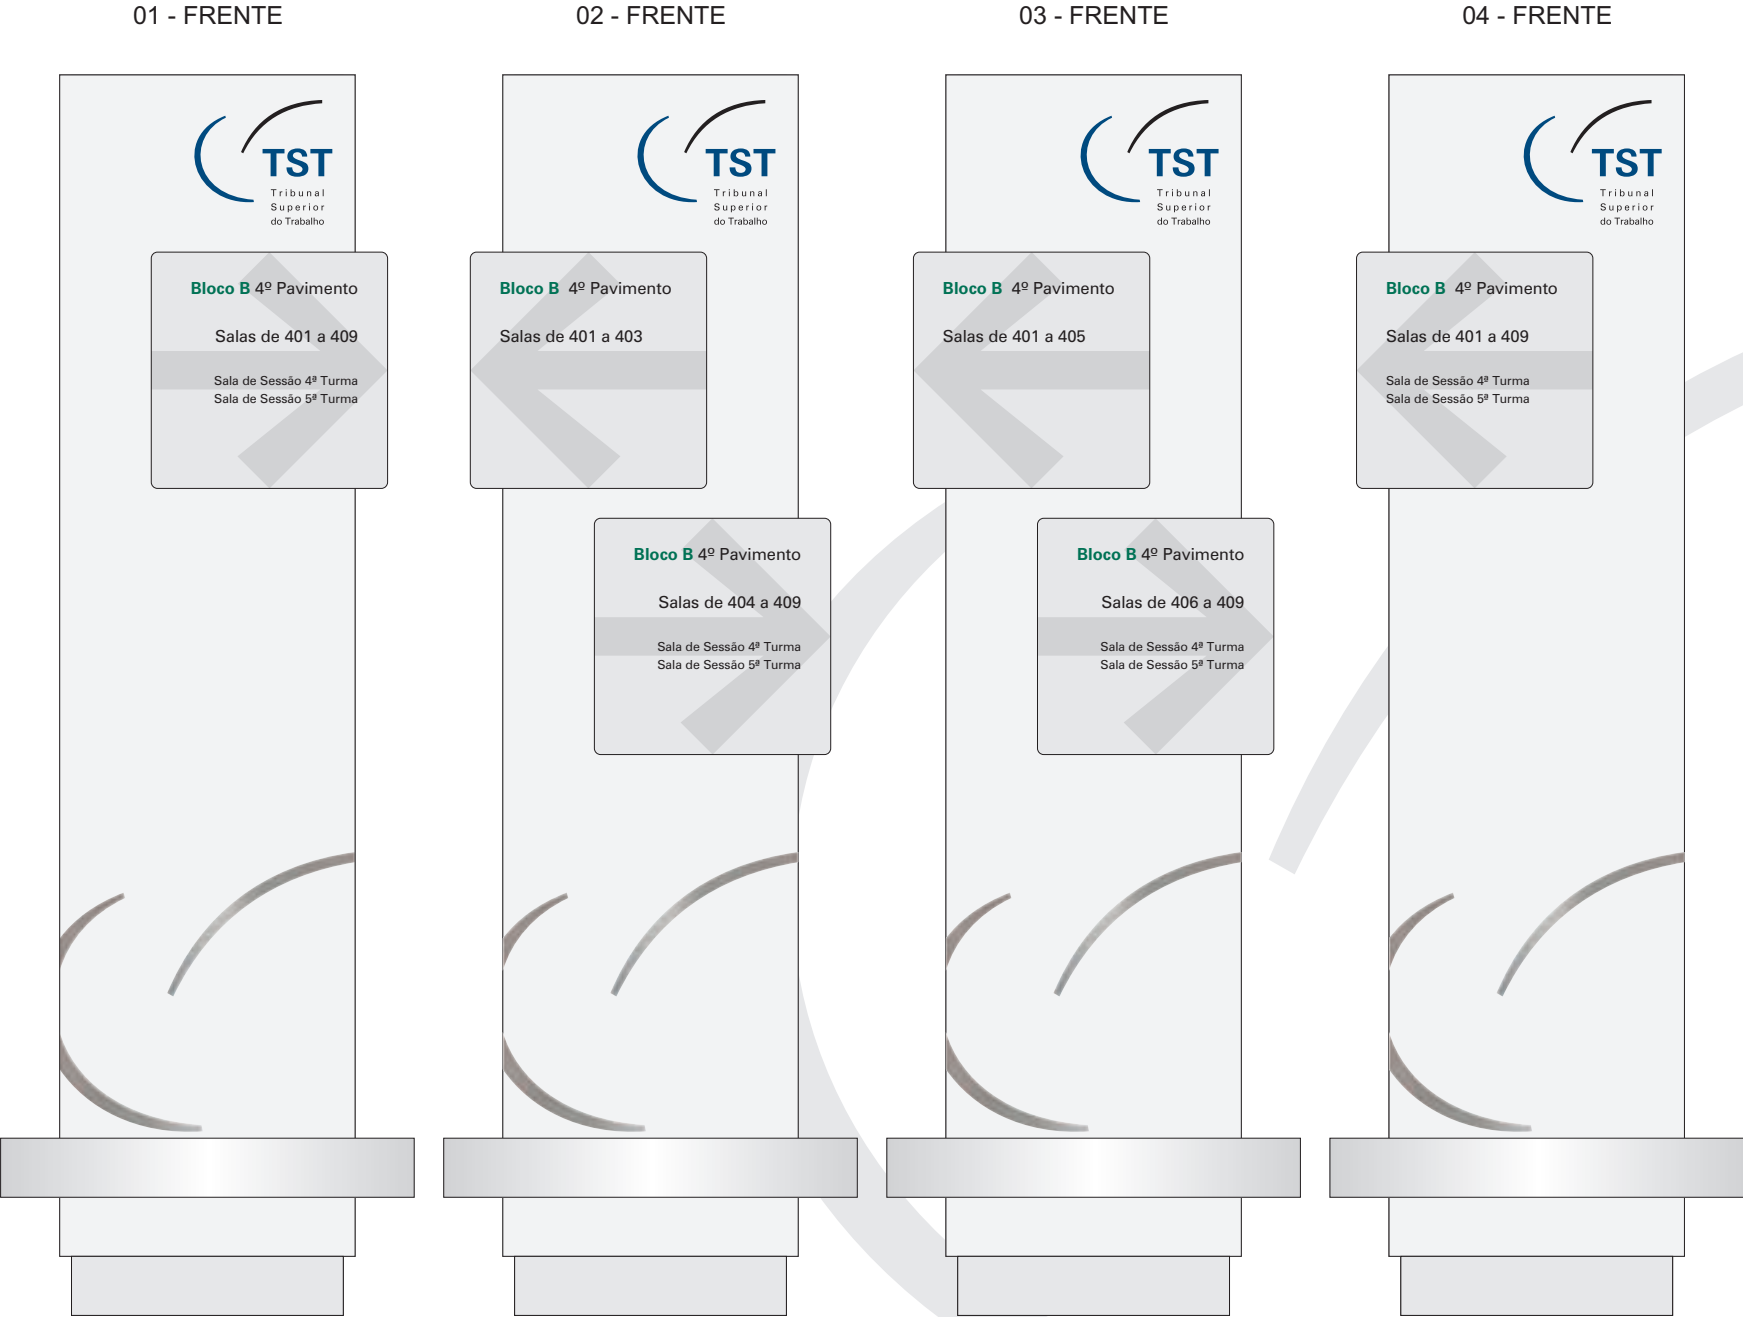 01 - FRENTE
02 - FRENTE
03 - FRENTE
04 - FRENTE
TST
Tribunal
Superior
do Trabalho
Bloco B 4º Pavimento
Salas de 401 a 409
Sala de Sessão 4ª Turma
Sala de Sessão 5ª Turma
TST
Tribunal
Superior
do Trabalho
Bloco B 4º Pavimento
Salas de 401 a 403
Bloco B 4º Pavimento
Salas de 404 a 409
Sala de Sessão 4ª Turma
Sala de Sessão 5ª Turma
TST
Tribunal
Superior
do Trabalho
Bloco B 4º Pavimento
Salas de 401 a 405
Bloco B 4º Pavimento
Salas de 406 a 409
Sala de Sessão 4ª Turma
Sala de Sessão 5ª Turma
TST
Tribunal
Superior
do Trabalho
Bloco B 4º Pavimento
Salas de 401 a 409
Sala de Sessão 4ª Turma
Sala de Sessão 5ª Turma